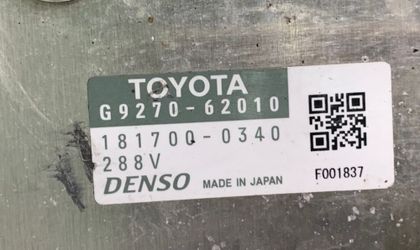 TOYOTA
G9270-62010
181700-0340
288V
DENSO MADE IN JAPAN
F001837